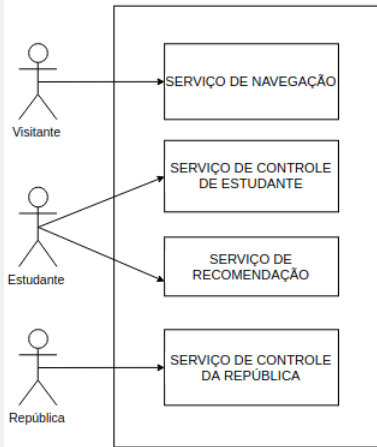 SERVIÇO DE NAVEGAÇÃO
Visitante
SERVIÇO DE CONTROLE
DE ESTUDANTE
SERVIÇO DE
RECOMENDAÇÃO
Estudante
SERVIÇO DE CONTROLE
DA REPÚBLICA
República